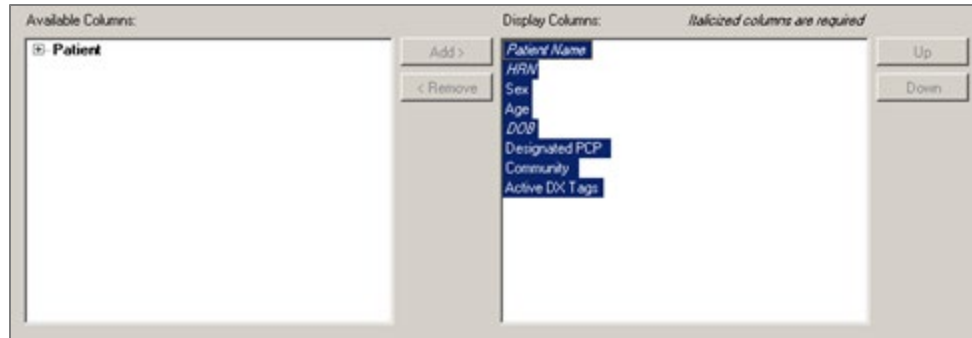 Available Columns:
Patient
Add >
< Remove
Display Columns:
Italicized columns are required
Patient Name
HRN
Sex
Age
DOB
Designated PCP
Community
Active DX Tags
Up
Down